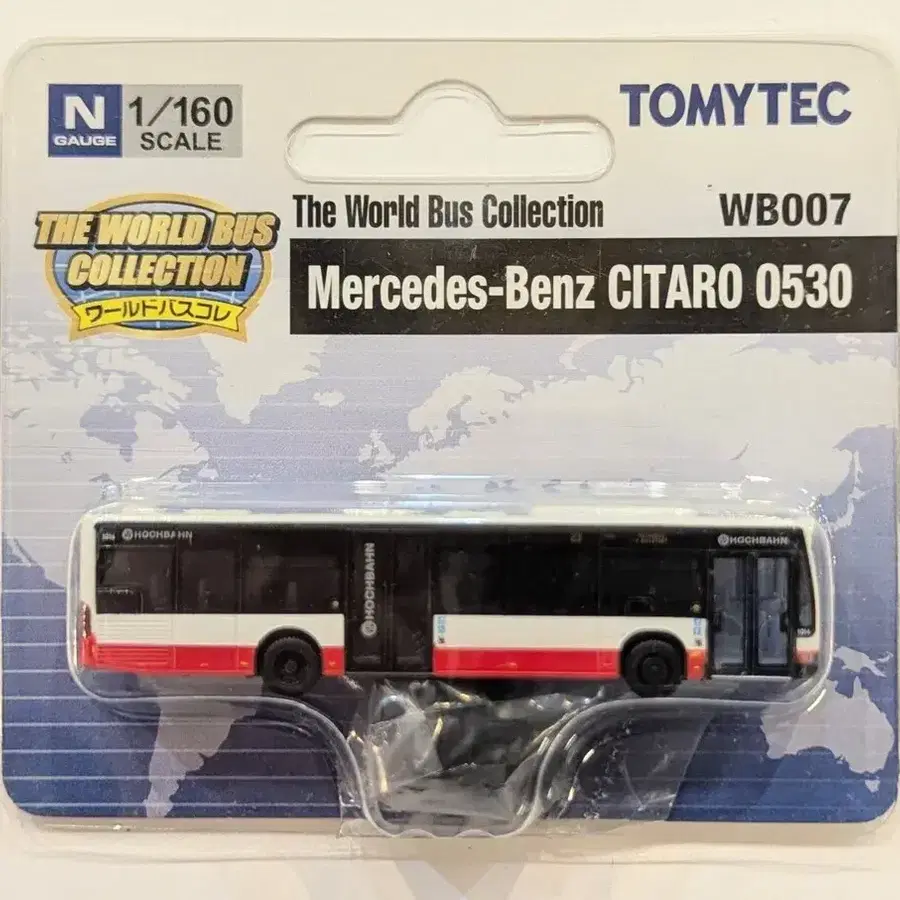 N
GAUGE
1/160
SCALE
TOMYTEC
THE WORLD BUS
COLLECTION
ワールドバスコレ
The World Bus Collection
WB007
Mercedes-Benz CITARO 0530
HOCHBAHN
HOCHBAHN
HOCHBAHN